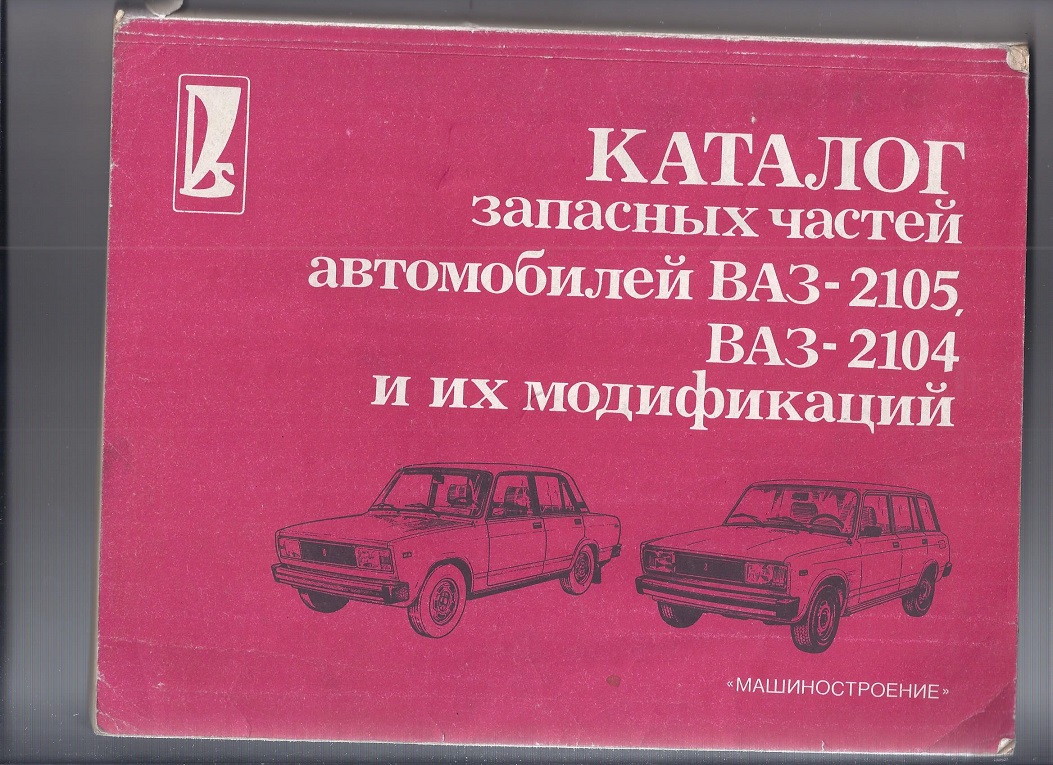 КАТАЛОГ
запасных частей
автомобилей ВАЗ-2105,
ВАЗ-2104
и их модификаций
«МАШИНОСТРОЕНИЕ»